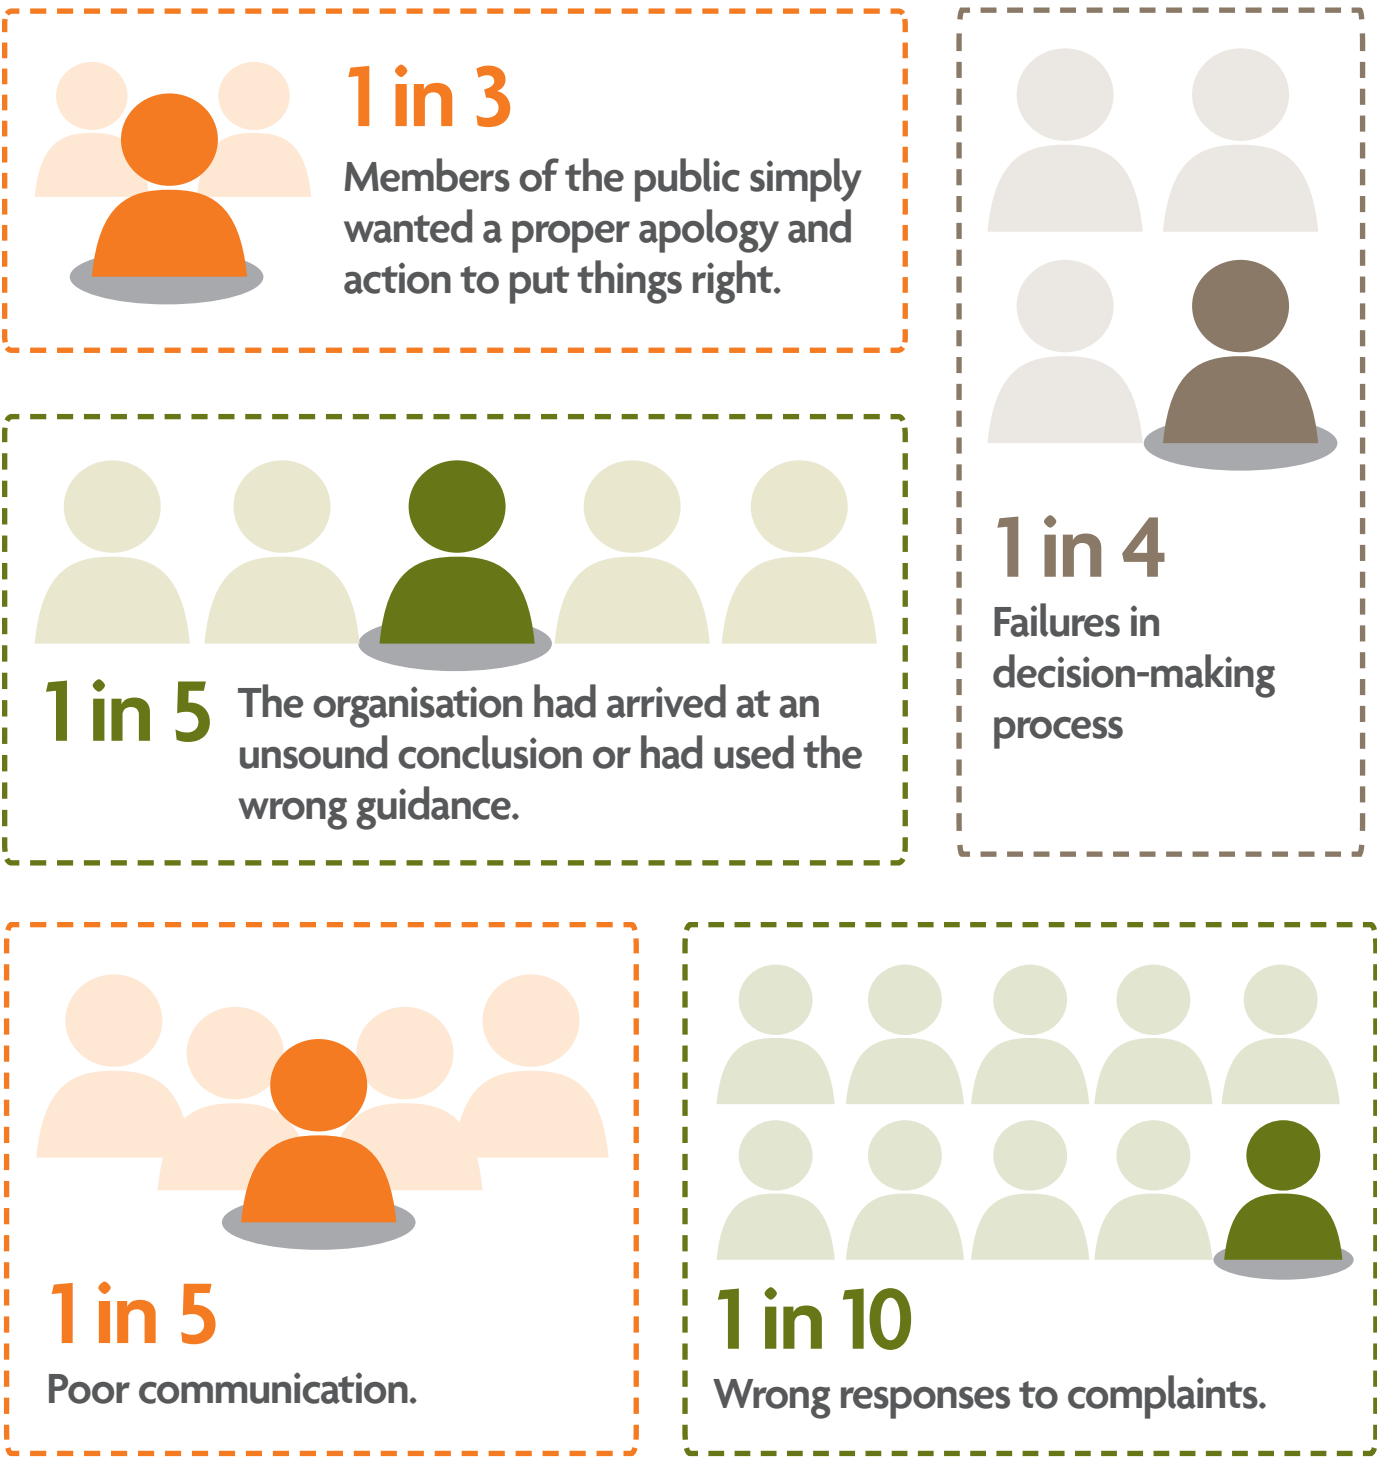 1 in 3
Members of the public simply
wanted a proper apology and
action to put things right.
1 in 4
Failures in
decision-making
process
1 in 5
The organisation had arrived at an
unsound conclusion or had used the
wrong guidance.
1 in 5
Poor communication.
1 in 10
Wrong responses to complaints.